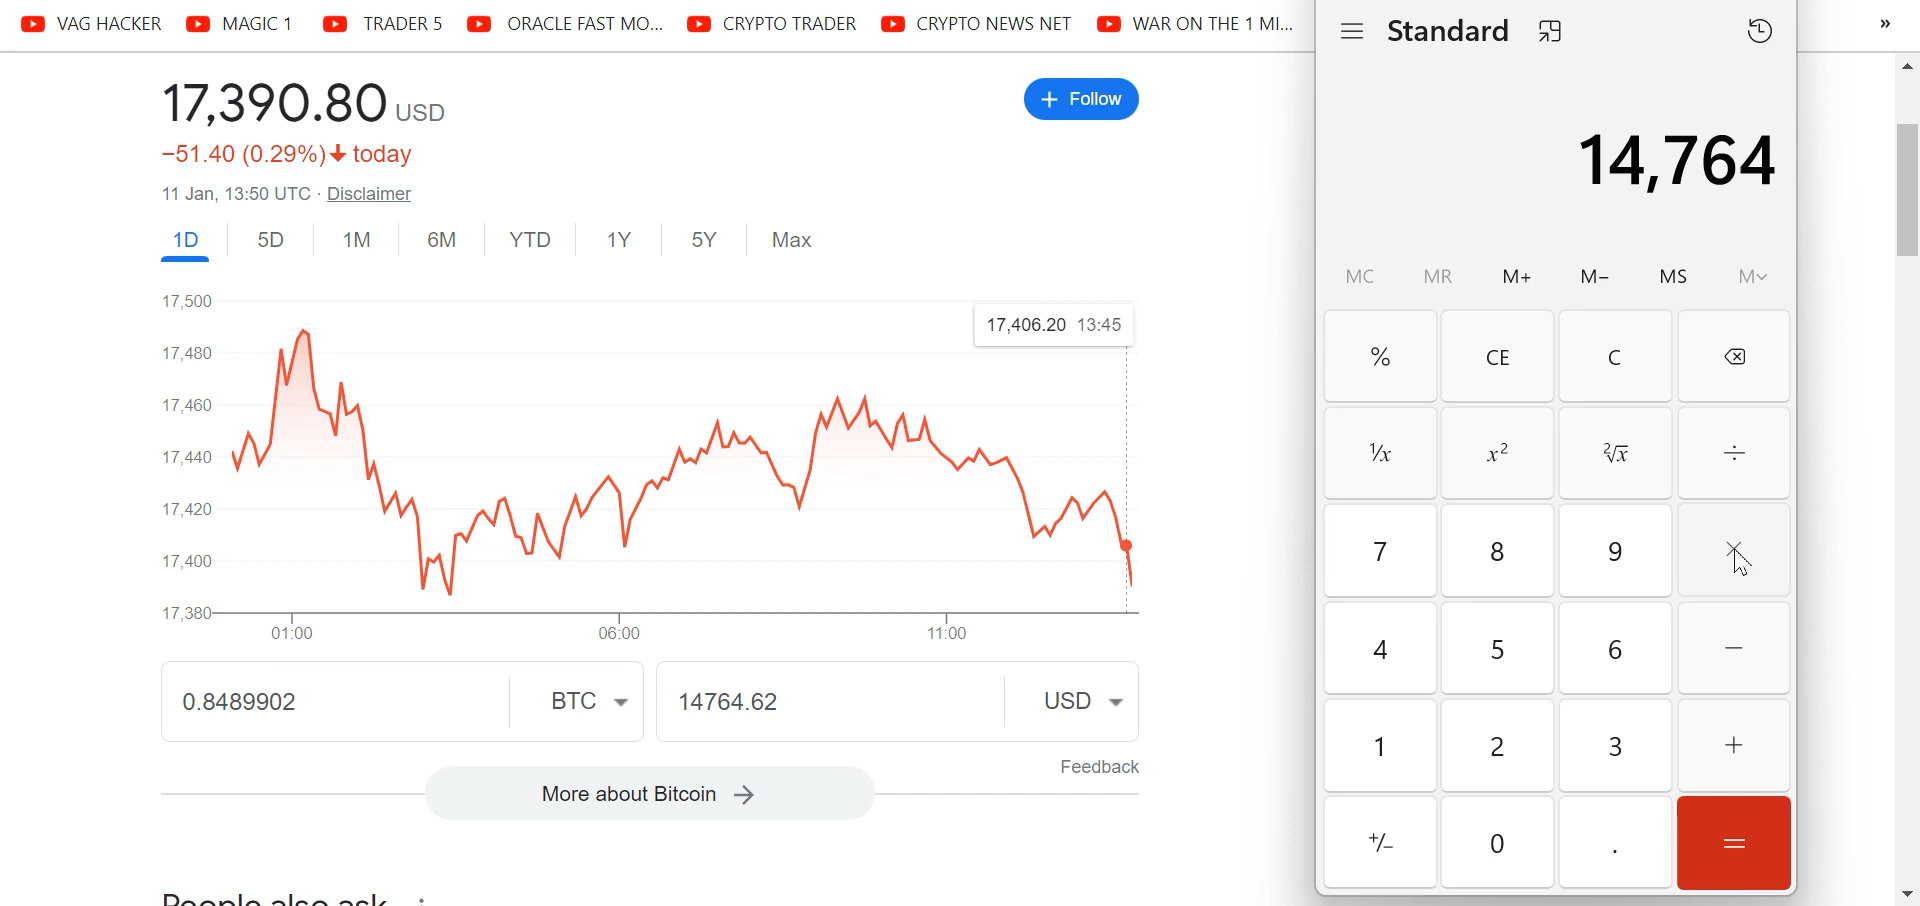 VAG HACKER MAGIC 1 TRADER 5 ORACLE FAST MO... CRYPTO TRADER CRYPTO NEWS NET WAR ON THE 1 MI... »
17,390.80 USD
+ Follow
−51.40 (0.29%) ↓ today
11 Jan, 13:50 UTC · Disclaimer
1D 5D 1M 6M YTD 1Y 5Y Max
17,500
17,406.20 13:45
17,480
17,460
17,440
17,420
17,400
17,380
01:00 06:00 11:00
0.8489902 BTC 14764.62 USD
Feedback
More about Bitcoin →
People also ask
Standard
14,764
MC MR M+ M− MS M
% CE C
¹/x x² ²√x ÷
7 8 9 ×
4 5 6 −
1 2 3 +
+/− 0 . =